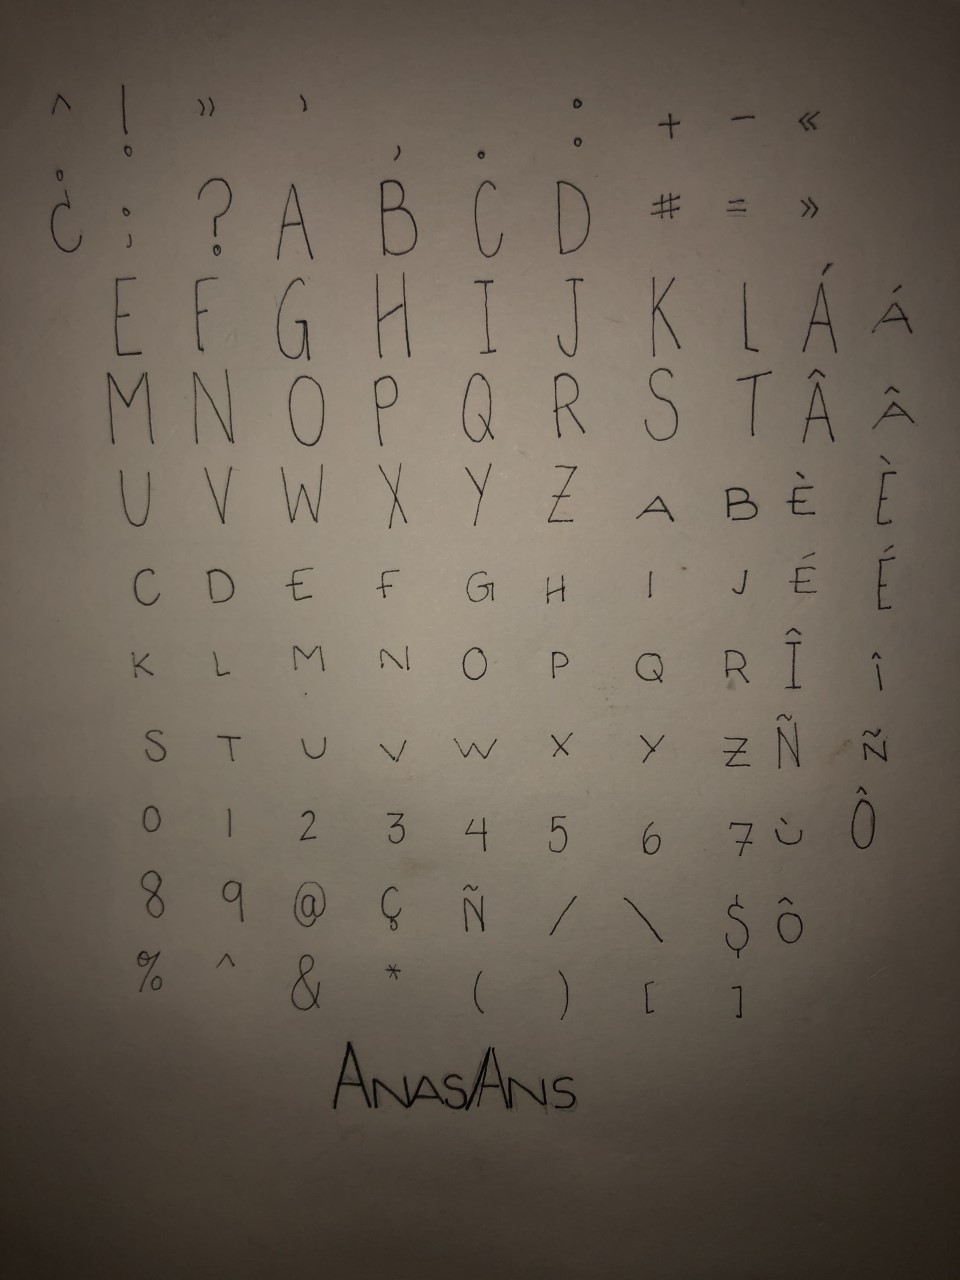 ^ ! » ’ , . : + - «
¿ ; ? A B C D # = »
E F G H I J K L Á Á
M N O P Q R S T Â Â
U V W X Y Z A B È È
C D E F G H I J É É
K L M N O P Q R Î Î
S T U V W X Y Z Ñ Ñ
0 1 2 3 4 5 6 7 Ù Ô
8 9 @ Ç Ñ / \ $ Ô
% ^ & * ( ) [ ]
ANASANS